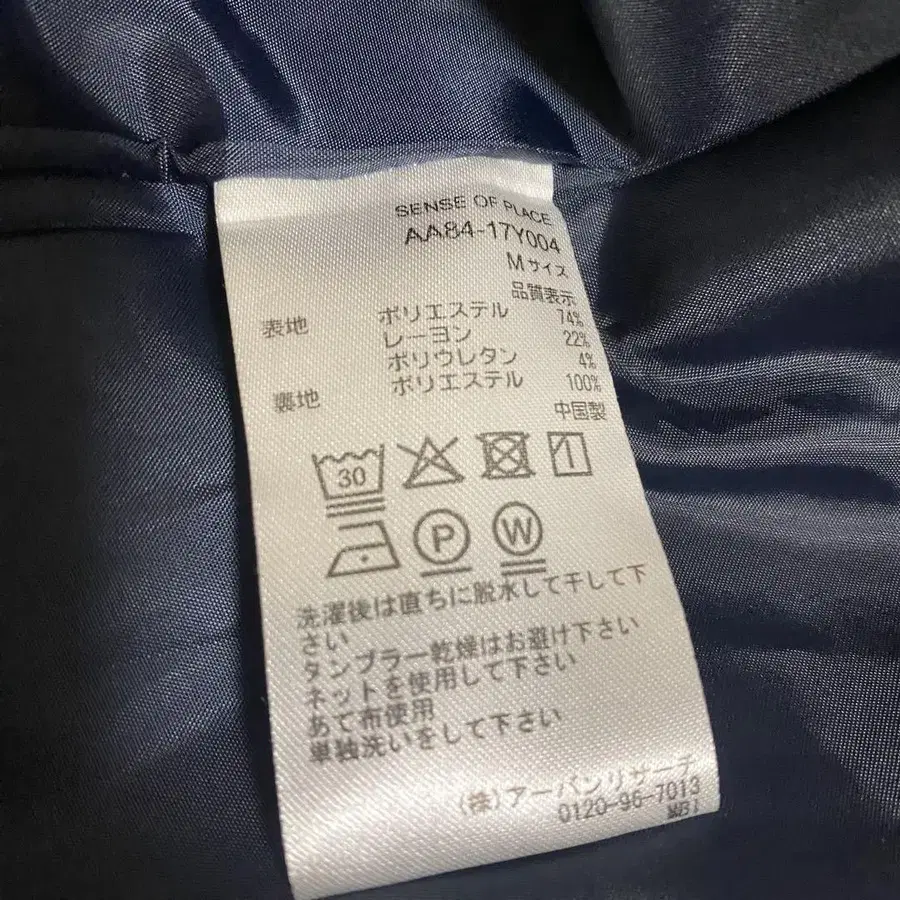 SENSE OF PLACE
AA84-17Y004
Mサイズ
品質表示
表地 ポリエステル 74%
レーヨン 22%
ポリウレタン 4%
裏地 ポリエステル 100%
中国製
30
P W
洗濯後は直ちに脱水して干して下
さい
タンブラー乾燥はお避け下さい
ネットを使用して下さい
あて布使用
単独洗いをして下さい
(株)アーバンリサーチ
0120-96-7013